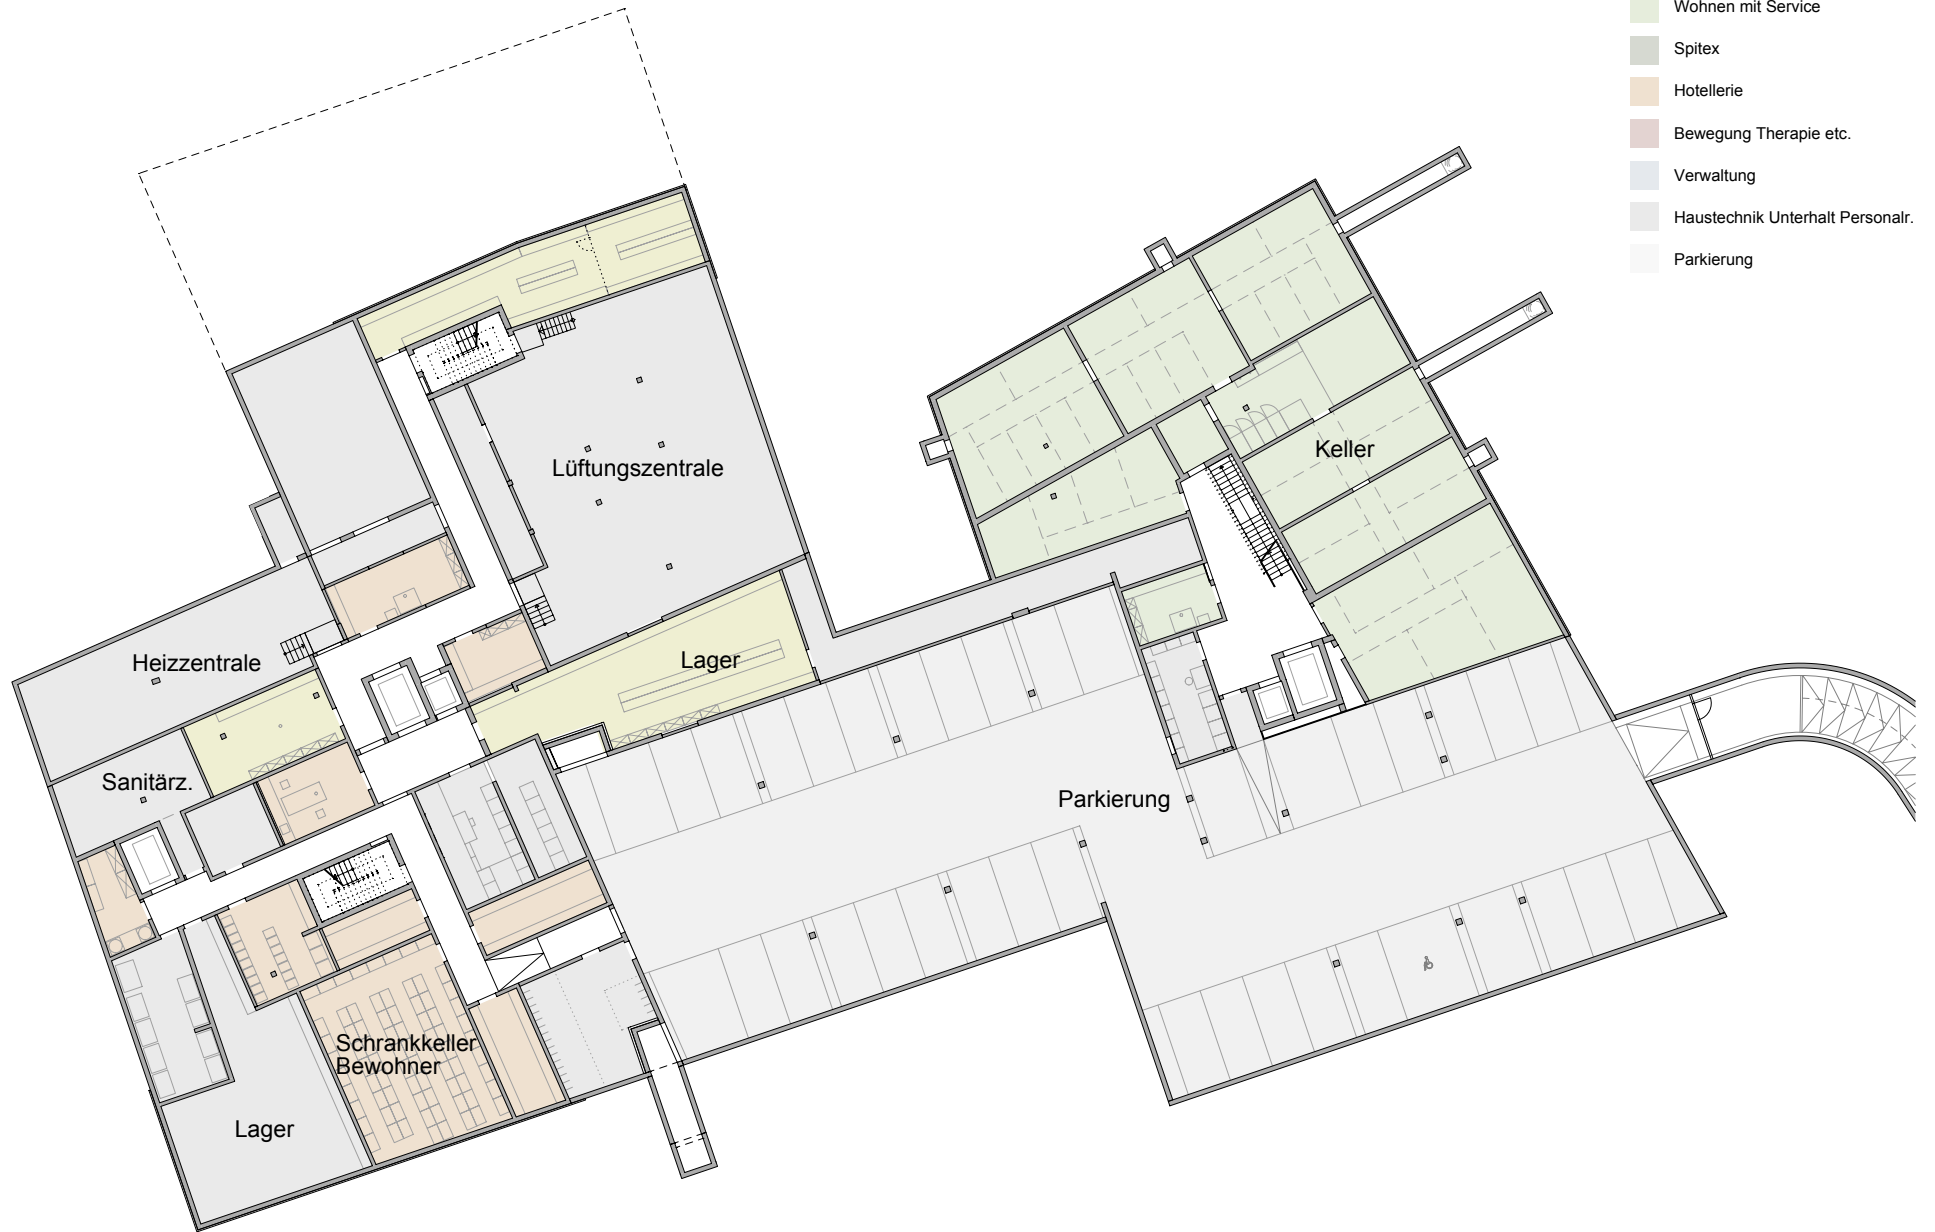 Wohnen mit Service
Spitex
Hotellerie
Bewegung Therapie etc.
Verwaltung
Haustechnik Unterhalt Personalr.
Parkierung
Keller
Lüftungszentrale
Heizzentrale
Lager
Sanitärz.
Parkierung
Schrankkeller
Bewohner
Lager